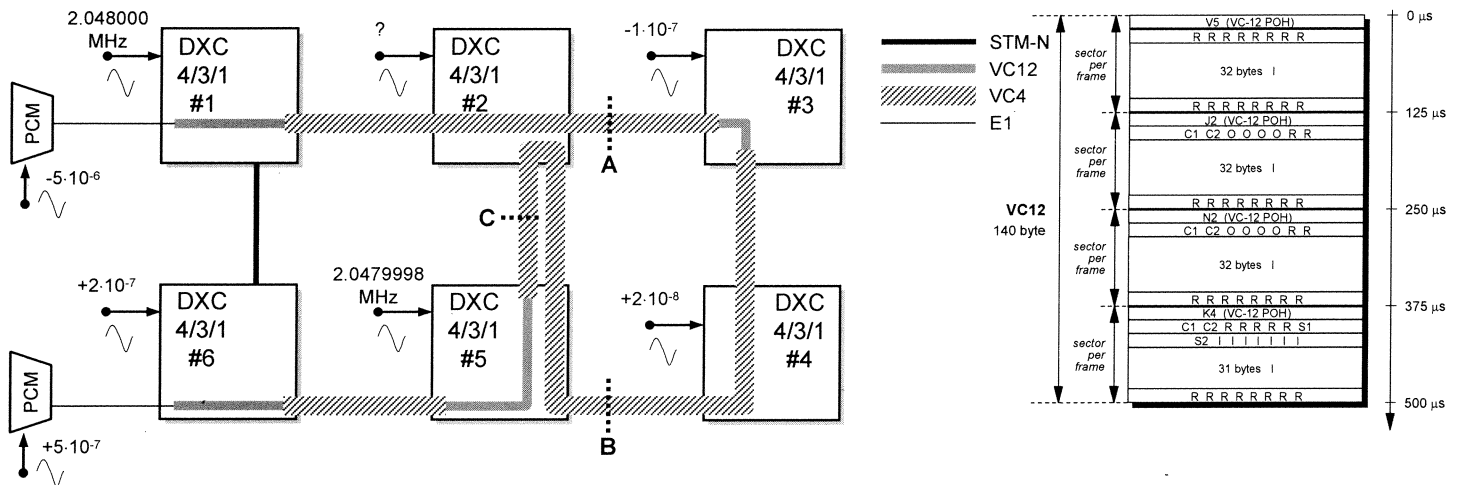 2.048000
MHz
DXC
4/3/1
#1
?
DXC
4/3/1
#2
-1·10-7
DXC
4/3/1
#3
STM-N
VC12
VC4
E1
PCM
-5·10-6
A
C
+2·10-7
DXC
4/3/1
#6
2.0479998
MHz
DXC
4/3/1
#5
+2·10-8
DXC
4/3/1
#4
PCM
+5·10-7
B
VC12
140 byte
sector
per
frame
sector
per
frame
sector
per
frame
sector
per
frame
V5 (VC-12 POH)
R R R R R R R R
32 bytes I
R R R R R R R R
J2 (VC-12 POH)
C1 C2 O O O O R R
32 bytes I
R R R R R R R R
N2 (VC-12 POH)
C1 C2 O O O O R R
32 bytes I
R R R R R R R R
K4 (VC-12 POH)
C1 C2 R R R R R S1
S2 I I I I I I I
31 bytes I
R R R R R R R R
0 µs
125 µs
250 µs
375 µs
500 µs